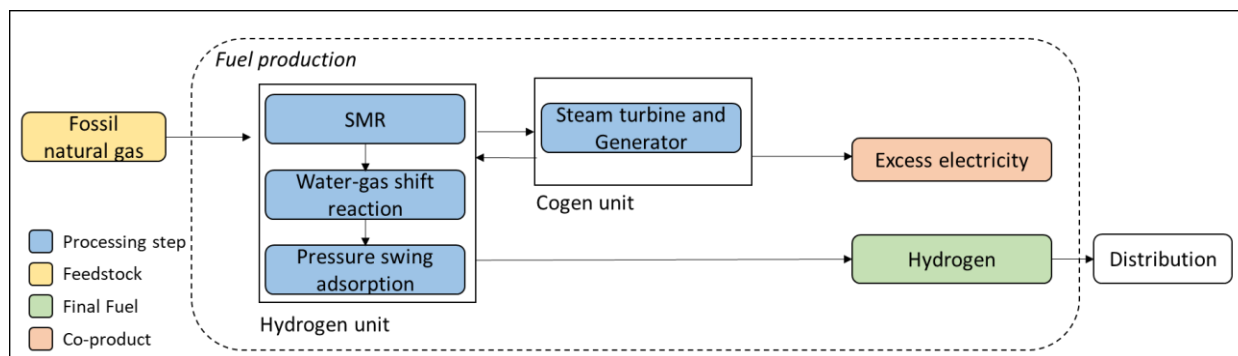 Fuel production
Fossil
natural gas
SMR
Water-gas shift
reaction
Pressure swing
adsorption
Hydrogen unit
Steam turbine and
Generator
Cogen unit
Excess electricity
Hydrogen
Distribution
Processing step
Feedstock
Final Fuel
Co-product